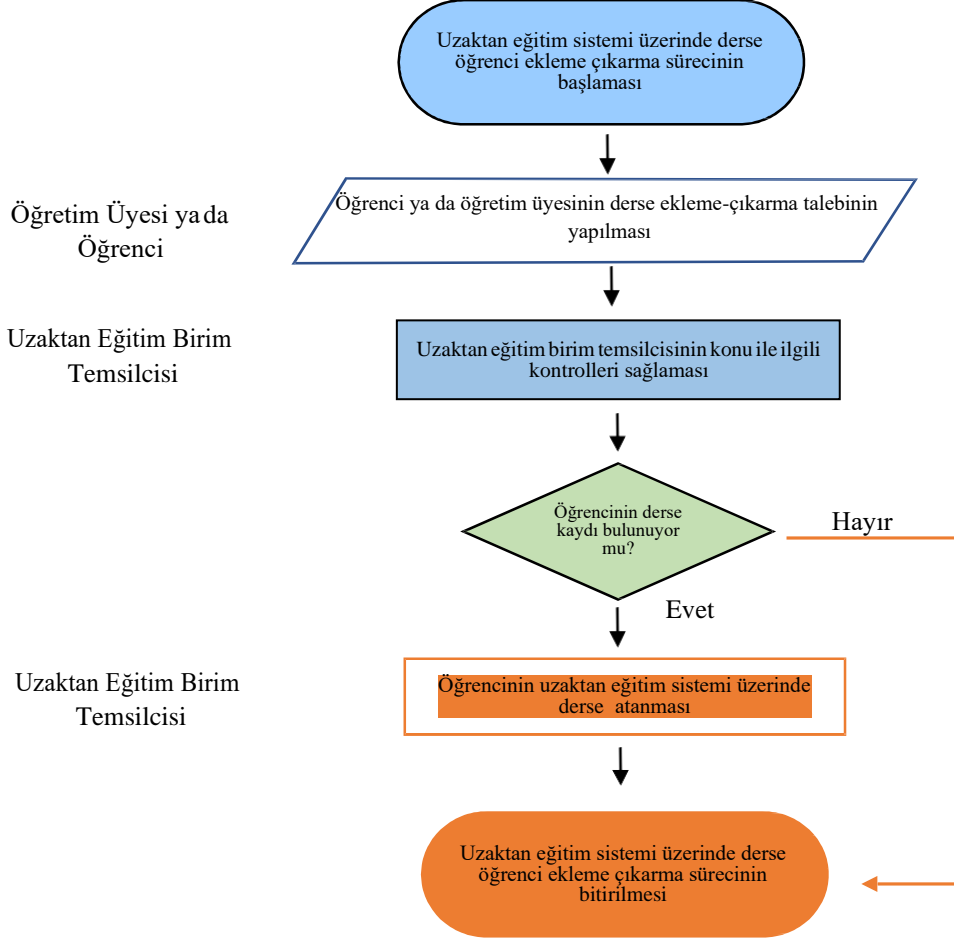 Uzaktan eğitim sistemi üzerinde derse
öğrenci ekleme çıkarma sürecinin
başlaması
Öğretim Üyesi ya da
Öğrenci
Öğrenci ya da öğretim üyesinin derse ekleme-çıkarma talebinin
yapılması
Uzaktan Eğitim Birim
Temsilcisi
Uzaktan eğitim birim temsilcisinin konu ile ilgili
kontrolleri sağlaması
Öğrencinin derse
kaydı bulunuyor
mu?
Hayır
Evet
Uzaktan Eğitim Birim
Temsilcisi
Öğrencinin uzaktan eğitim sistemi üzerinde
derse atanması
Uzaktan eğitim sistemi üzerinde derse
öğrenci ekleme çıkarma sürecinin
bitirilmesi